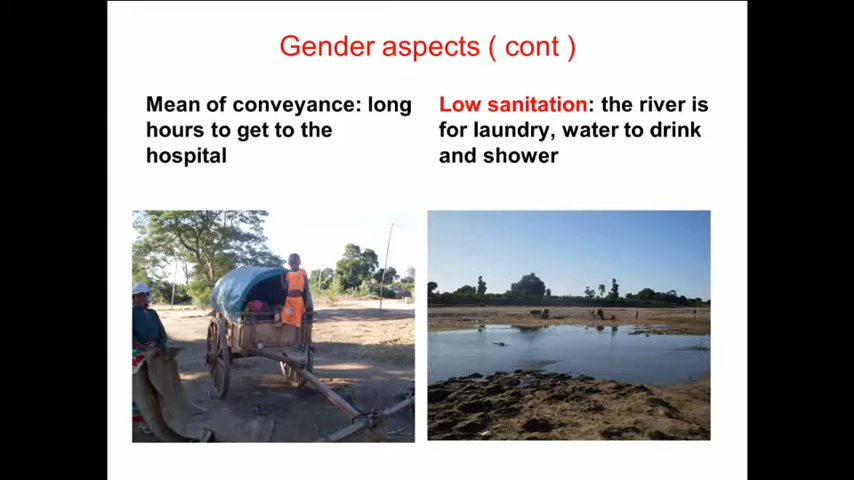 Gender aspects ( cont )
Mean of conveyance: long
hours to get to the
hospital
Low sanitation: the river is
for laundry, water to drink
and shower